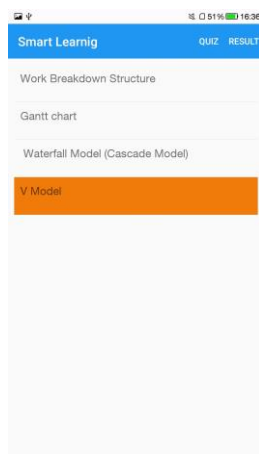 51% 16:36
Smart Learnig QUIZ RESULT
Work Breakdown Structure
Gantt chart
Waterfall Model (Cascade Model)
V Model